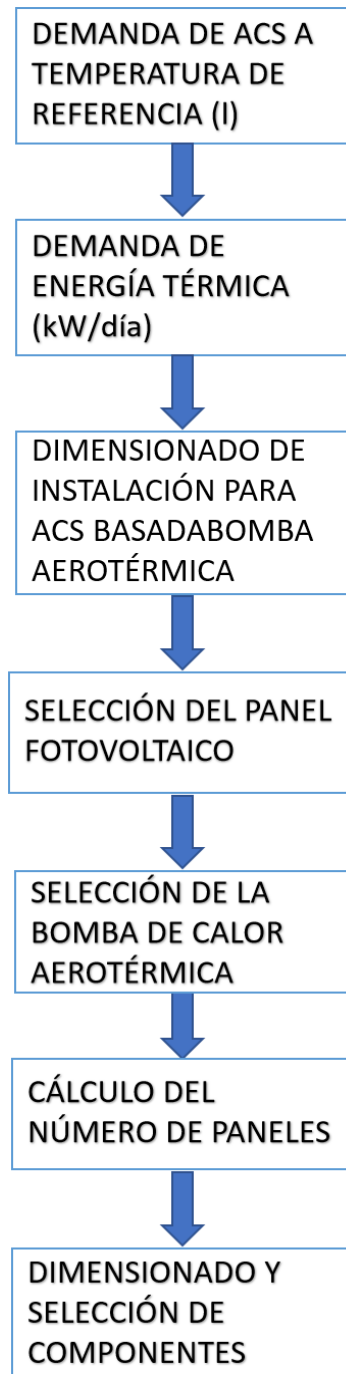 DEMANDA DE ACS A
TEMPERATURA DE
REFERENCIA (l)
DEMANDA DE
ENERGÍA TÉRMICA
(kW/día)
DIMENSIONADO DE
INSTALACIÓN PARA
ACS BASADABOMBA
AEROTÉRMICA
SELECCIÓN DEL PANEL
FOTOVOLTAICO
SELECCIÓN DE LA
BOMBA DE CALOR
AEROTÉRMICA
CÁLCULO DEL
NÚMERO DE PANELES
DIMENSIONADO Y
SELECCIÓN DE
COMPONENTES